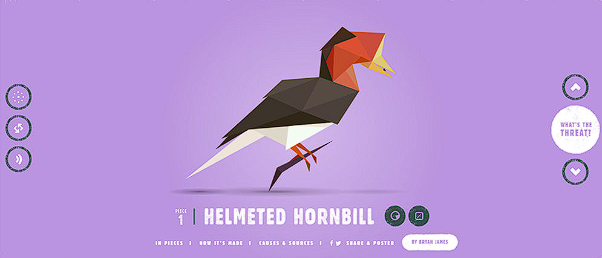 WHAT'S THE
THREAT?
PIECE
1
HELMETED HORNBILL
IN PIECES | HOW IT'S MADE | CAUSES & SOURCES | SHARE & POSTER
BY BRYAN JAMES